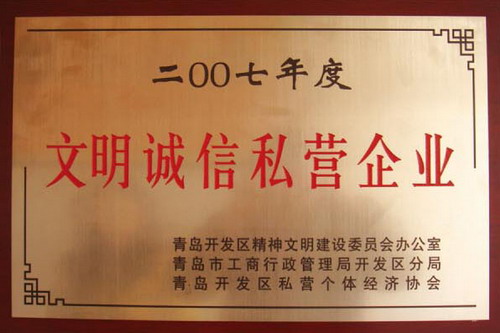 二〇〇七年度
文明诚信私营企业
青岛开发区精神文明建设委员会办公室
青岛市工商行政管理局开发区分局
青岛开发区私营个体经济协会